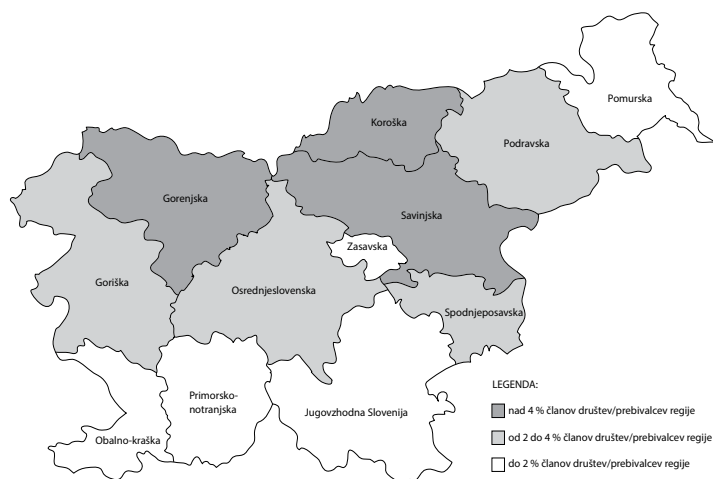 Pomurska
Koroška
Podravska
Gorenjska
Savinjska
Zasavska
Goriška
Osrednjeslovenska
Spodnjeposavska
Primorsko-
notranjska
Jugovzhodna Slovenija
Obalno-kraška
LEGENDA:
nad 4 % članov društev/prebivalcev regije
od 2 do 4 % članov društev/prebivalcev regije
do 2 % članov društev/prebivalcev regije